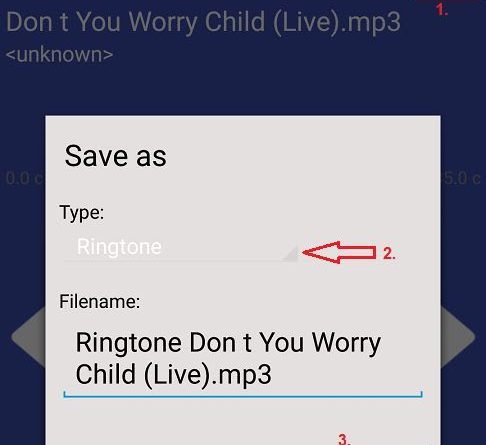 Don t You Worry Child (Live).mp3
1.
<unknown>
Save as
0.0 c
5.0 c
Type:
Ringtone
2.
Filename:
Ringtone Don t You Worry
Child (Live).mp3
3.